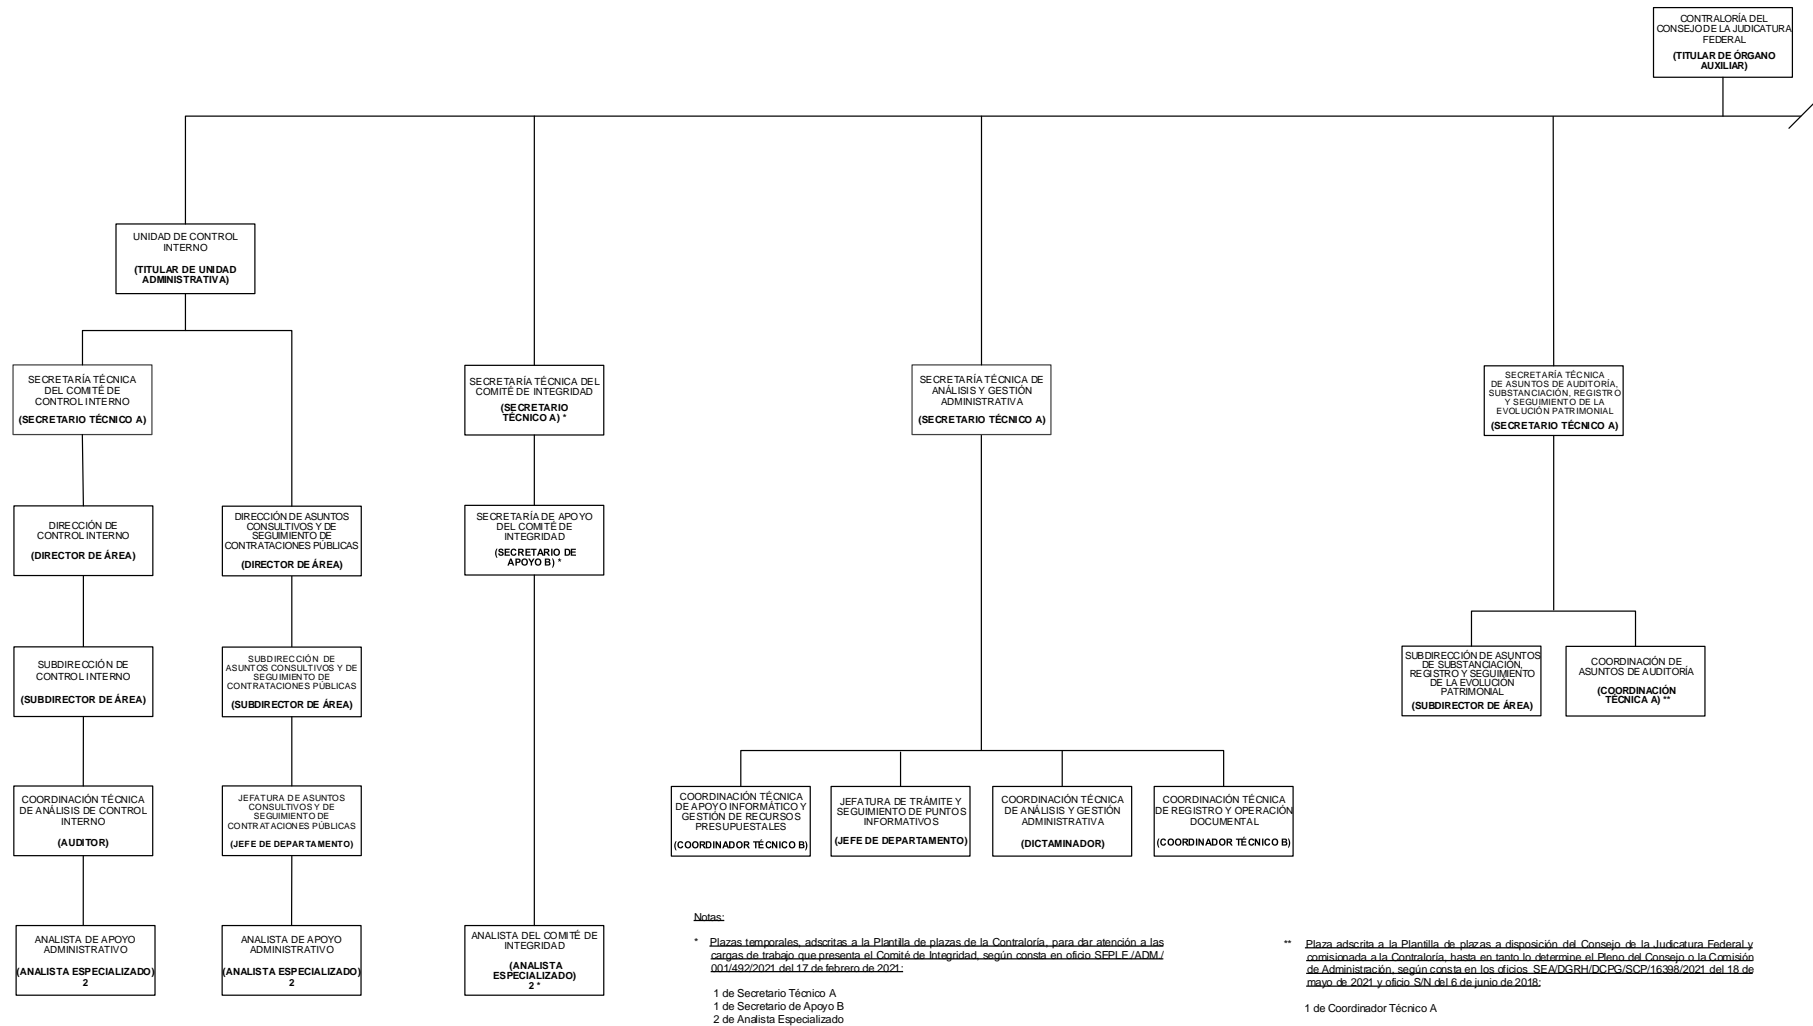 CONTRALORÍA DEL
CONSEJO DE LA JUDICATURA
FEDERAL
(TITULAR DE ÓRGANO
AUXILIAR)
UNIDAD DE CONTROL
INTERNO
(TITULAR DE UNIDAD
ADMINISTRATIVA)
SECRETARÍA TÉCNICA
DEL COMITÉ DE
CONTROL INTERNO
(SECRETARIO TÉCNICO A)
SECRETARÍA TÉCNICA DEL
COMITÉ DE INTEGRIDAD
(SECRETARIO
TÉCNICO A) *
SECRETARÍA TÉCNICA DE
ANÁLISIS Y GESTIÓN
ADMINISTRATIVA
(SECRETARIO TÉCNICO A)
SECRETARÍA TÉCNICA
DE ASUNTOS DE AUDITORÍA,
SUBSTANCIACIÓN, REGISTRO
Y SEGUIMIENTO DE LA
EVOLUCIÓN PATRIMONIAL
(SECRETARIO TÉCNICO A)
DIRECCIÓN DE
CONTROL INTERNO
(DIRECTOR DE ÁREA)
DIRECCIÓN DE ASUNTOS
CONSULTIVOS Y DE
SEGUIMIENTO DE
CONTRATACIONES PÚBLICAS
(DIRECTOR DE ÁREA)
SECRETARÍA DE APOYO
DEL COMITÉ DE
INTEGRIDAD
(SECRETARIO DE
APOYO B) *
SUBDIRECCIÓN DE
CONTROL INTERNO
(SUBDIRECTOR DE ÁREA)
SUBDIRECCIÓN DE
ASUNTOS CONSULTIVOS Y DE
SEGUIMIENTO DE
CONTRATACIONES PÚBLICAS
(SUBDIRECTOR DE ÁREA)
SUBDIRECCIÓN DE ASUNTOS
DE SUBSTANCIACIÓN,
REGISTRO Y SEGUIMIENTO
DE LA EVOLUCIÓN
PATRIMONIAL
(SUBDIRECTOR DE ÁREA)
COORDINACIÓN DE
ASUNTOS DE AUDITORÍA
(COORDINACIÓN
TÉCNICA A) **
COORDINACIÓN TÉCNICA
DE ANÁLISIS DE CONTROL
INTERNO
(AUDITOR)
JEFATURA DE ASUNTOS
CONSULTIVOS Y DE
SEGUIMIENTO DE
CONTRATACIONES PÚBLICAS
(JEFE DE DEPARTAMENTO)
COORDINACIÓN TÉCNICA
DE APOYO INFORMÁTICO Y
GESTIÓN DE RECURSOS
PRESUPUESTALES
(COORDINADOR TÉCNICO B)
JEFATURA DE TRÁMITE Y
SEGUIMIENTO DE PUNTOS
INFORMATIVOS
(JEFE DE DEPARTAMENTO)
COORDINACIÓN TÉCNICA
DE ANÁLISIS Y GESTIÓN
ADMINISTRATIVA
(DICTAMINADOR)
COORDINACIÓN TÉCNICA
DE REGISTRO Y OPERACIÓN
DOCUMENTAL
(COORDINADOR TÉCNICO B)
ANALISTA DE APOYO
ADMINISTRATIVO
(ANALISTA ESPECIALIZADO)
2
ANALISTA DE APOYO
ADMINISTRATIVO
(ANALISTA ESPECIALIZADO)
2
ANALISTA DEL COMITÉ DE
INTEGRIDAD
(ANALISTA
ESPECIALIZADO)
2 *
Notas:
* Plazas temporales, adscritas a la Plantilla de plazas de la Contraloría, para dar atención a las
cargas de trabajo que presenta el Comité de Integridad, según consta en oficio SEPLE./ADM./
001/492/2021 del 17 de febrero de 2021:
1 de Secretario Técnico A
1 de Secretario de Apoyo B
2 de Analista Especializado
** Plaza adscrita a la Plantilla de plazas a disposición del Consejo de la Judicatura Federal y
comisionada a la Contraloría, hasta en tanto lo determine el Pleno del Consejo o la Comisión
de Administración, según consta en los oficios SEA/DGRH/DCPG/SCP/16398/2021 del 18 de
mayo de 2021 y oficio S/N del 6 de junio de 2018:
1 de Coordinador Técnico A